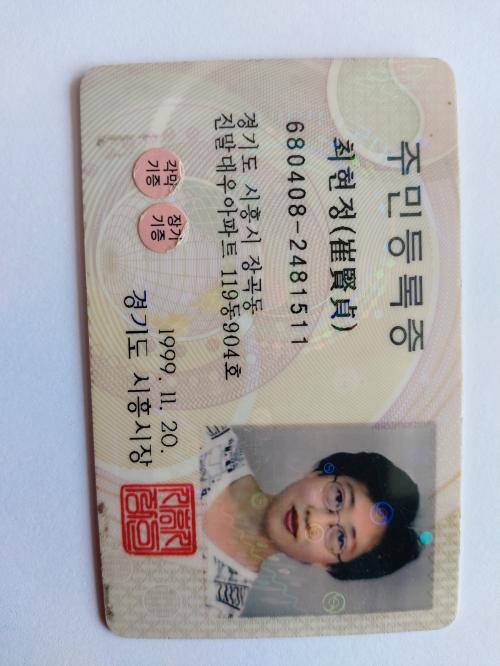 주민등록증
최현정(崔賢貞)
680408-2481511
경기도 시흥시 장곡동
진말대우아파트 119동904호
각막
기증
장기
기증
1999. 11. 20.
경기도 시흥시장